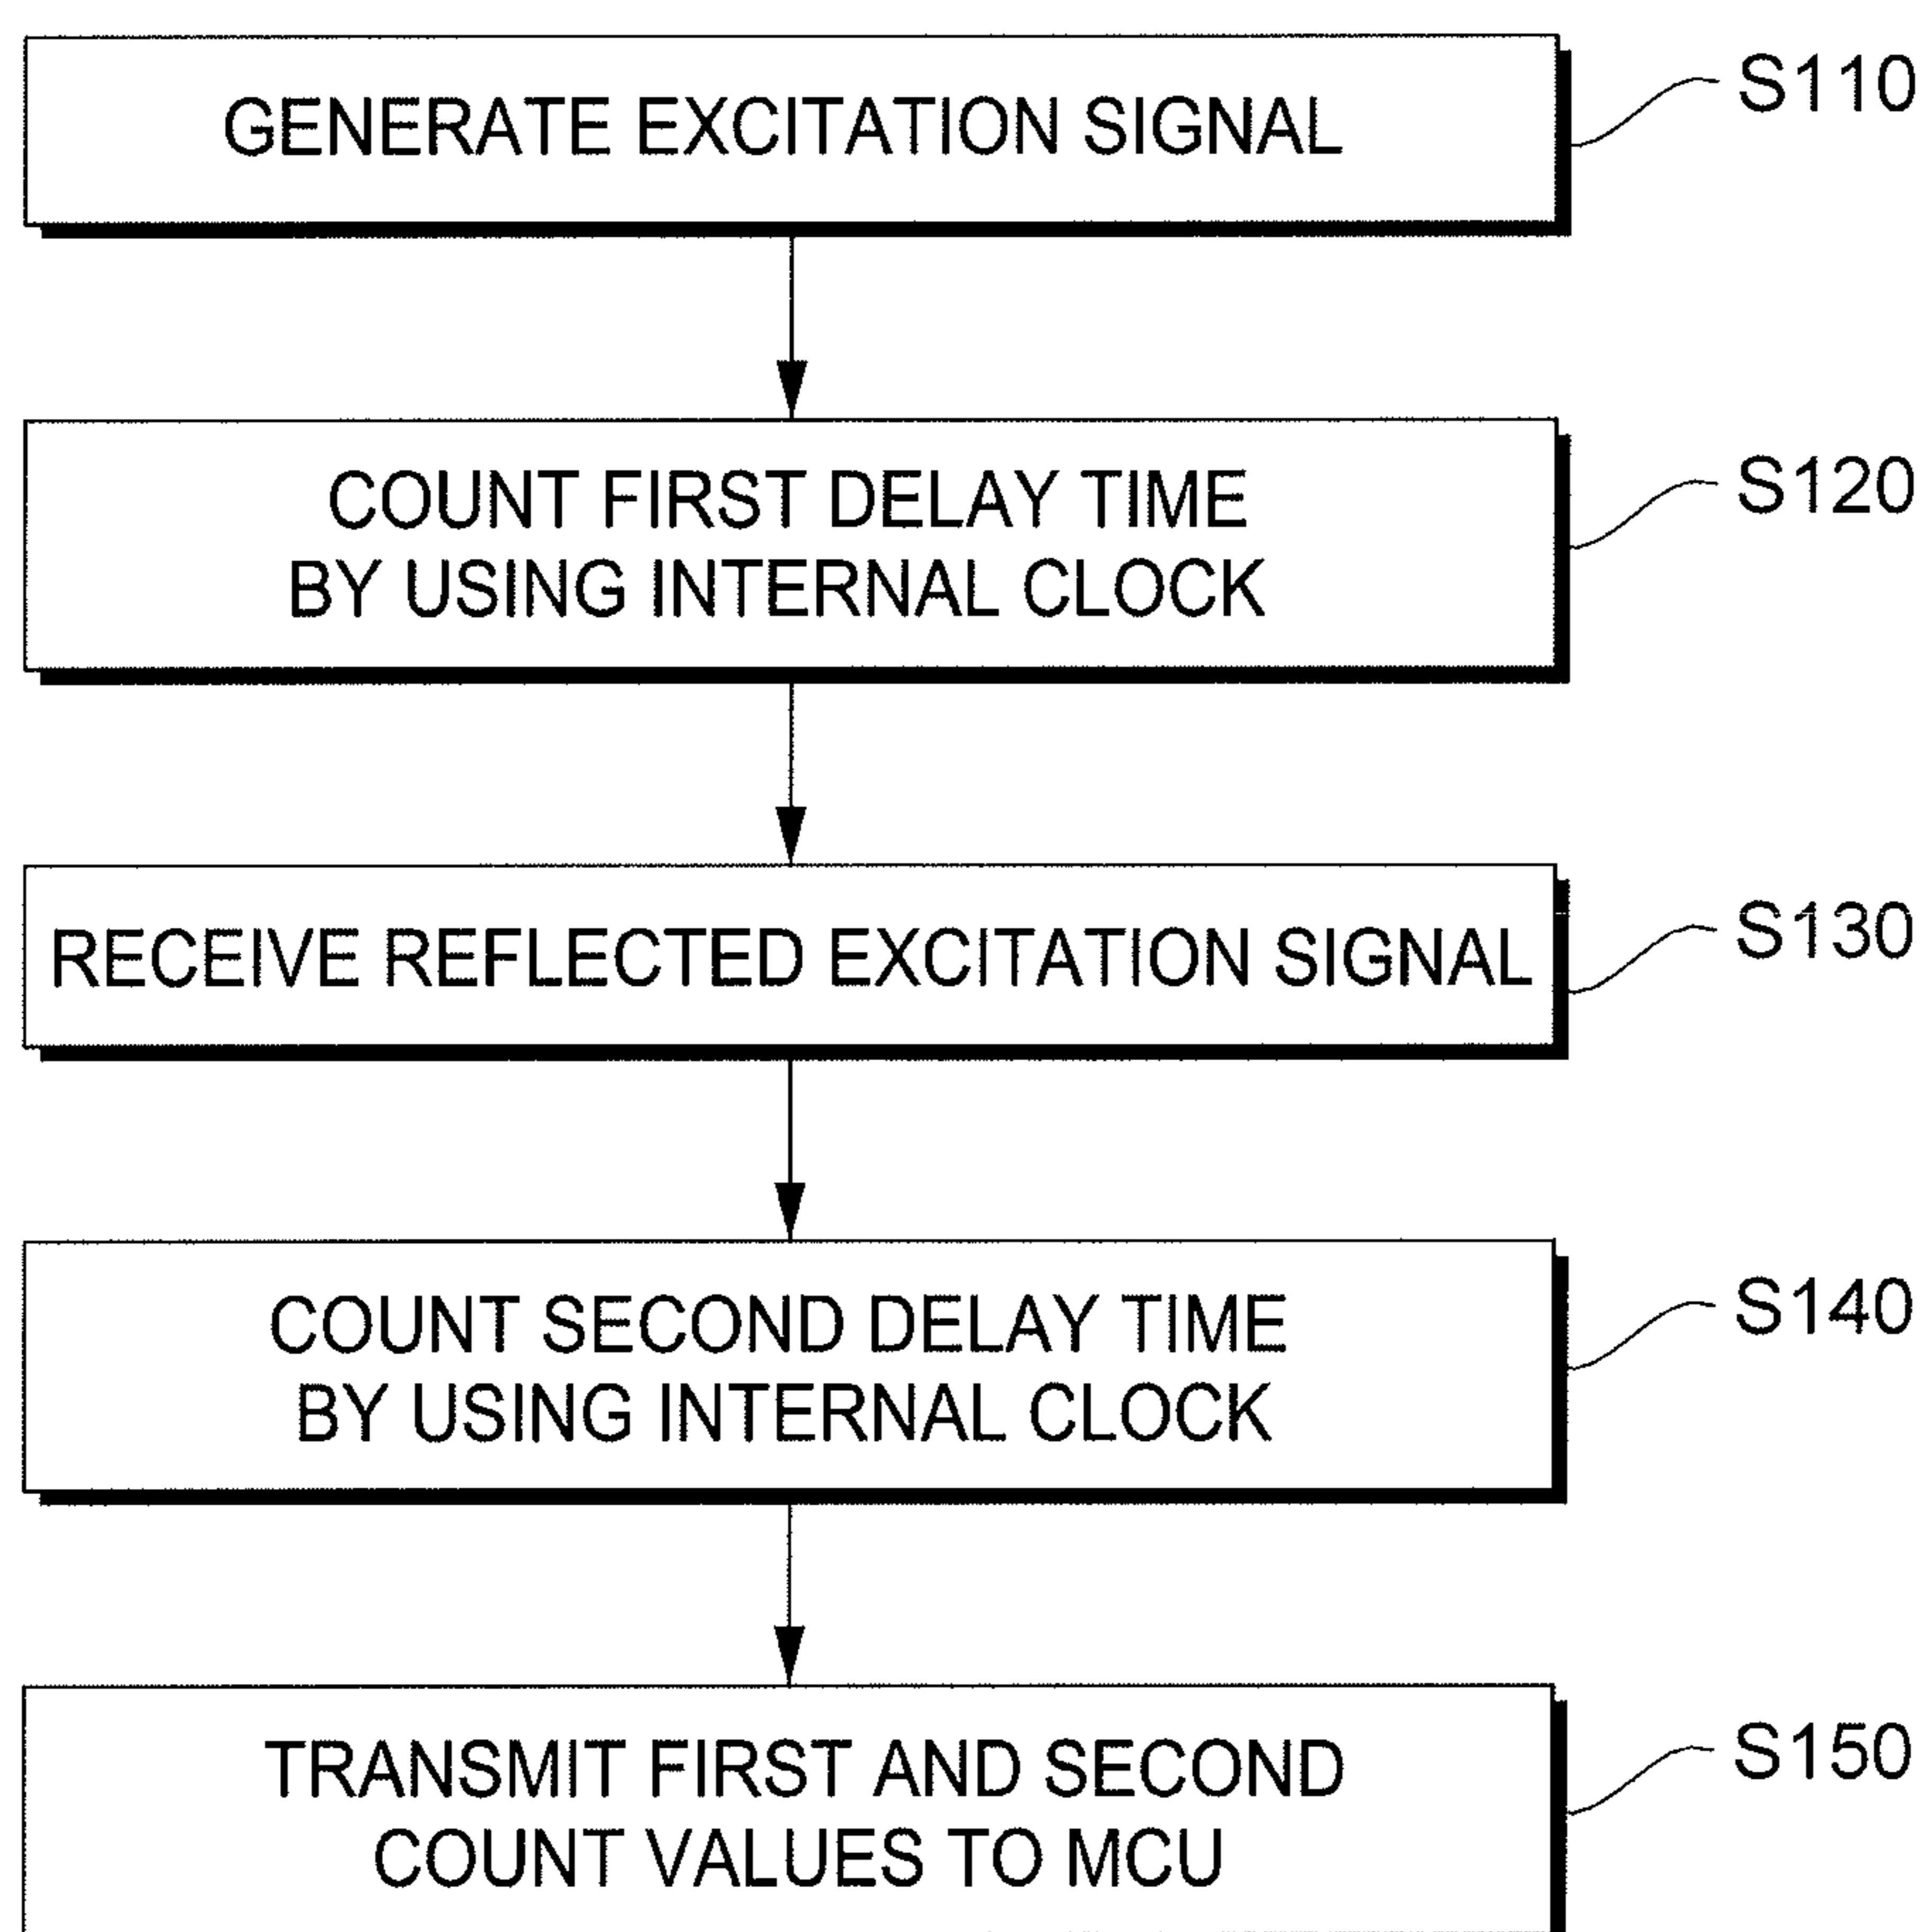 GENERATE EXCITATION SIGNAL
S110
COUNT FIRST DELAY TIME
BY USING INTERNAL CLOCK
S120
RECEIVE REFLECTED EXCITATION SIGNAL
S130
COUNT SECOND DELAY TIME
BY USING INTERNAL CLOCK
S140
TRANSMIT FIRST AND SECOND
COUNT VALUES TO MCU
S150